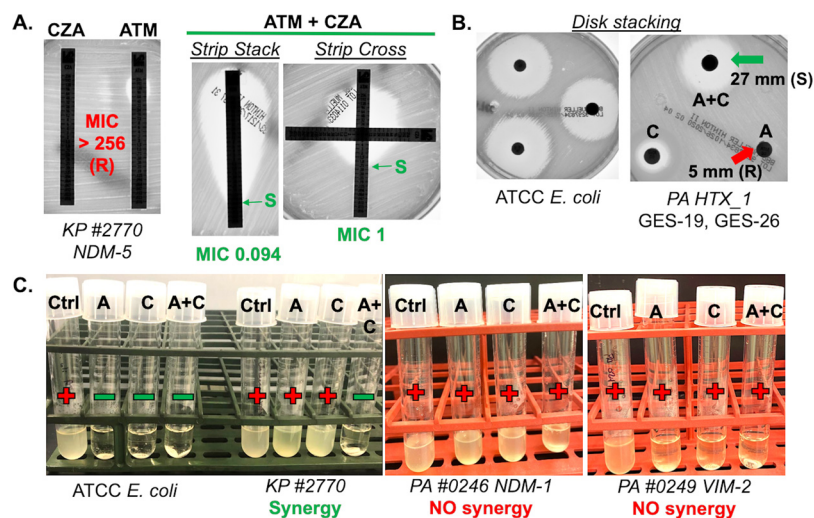 A.
CZA ATM
MIC
> 256
(R)
KP #2770
NDM-5
ATM + CZA
Strip Stack Strip Cross
S
S
MIC 0.094
MIC 1
B.
Disk stacking
ATCC E. coli
27 mm (S)
A+C
C A
5 mm (R)
PA HTX_1
GES-19, GES-26
C.
Ctrl A C A+C
Ctrl A C A+
C
Ctrl A C A+C
Ctrl A C A+C
+ − − −
+ + + −
+ + + +
+ + + +
ATCC E. coli
KP #2770
Synergy
PA #0246 NDM-1
NO synergy
PA #0249 VIM-2
NO synergy